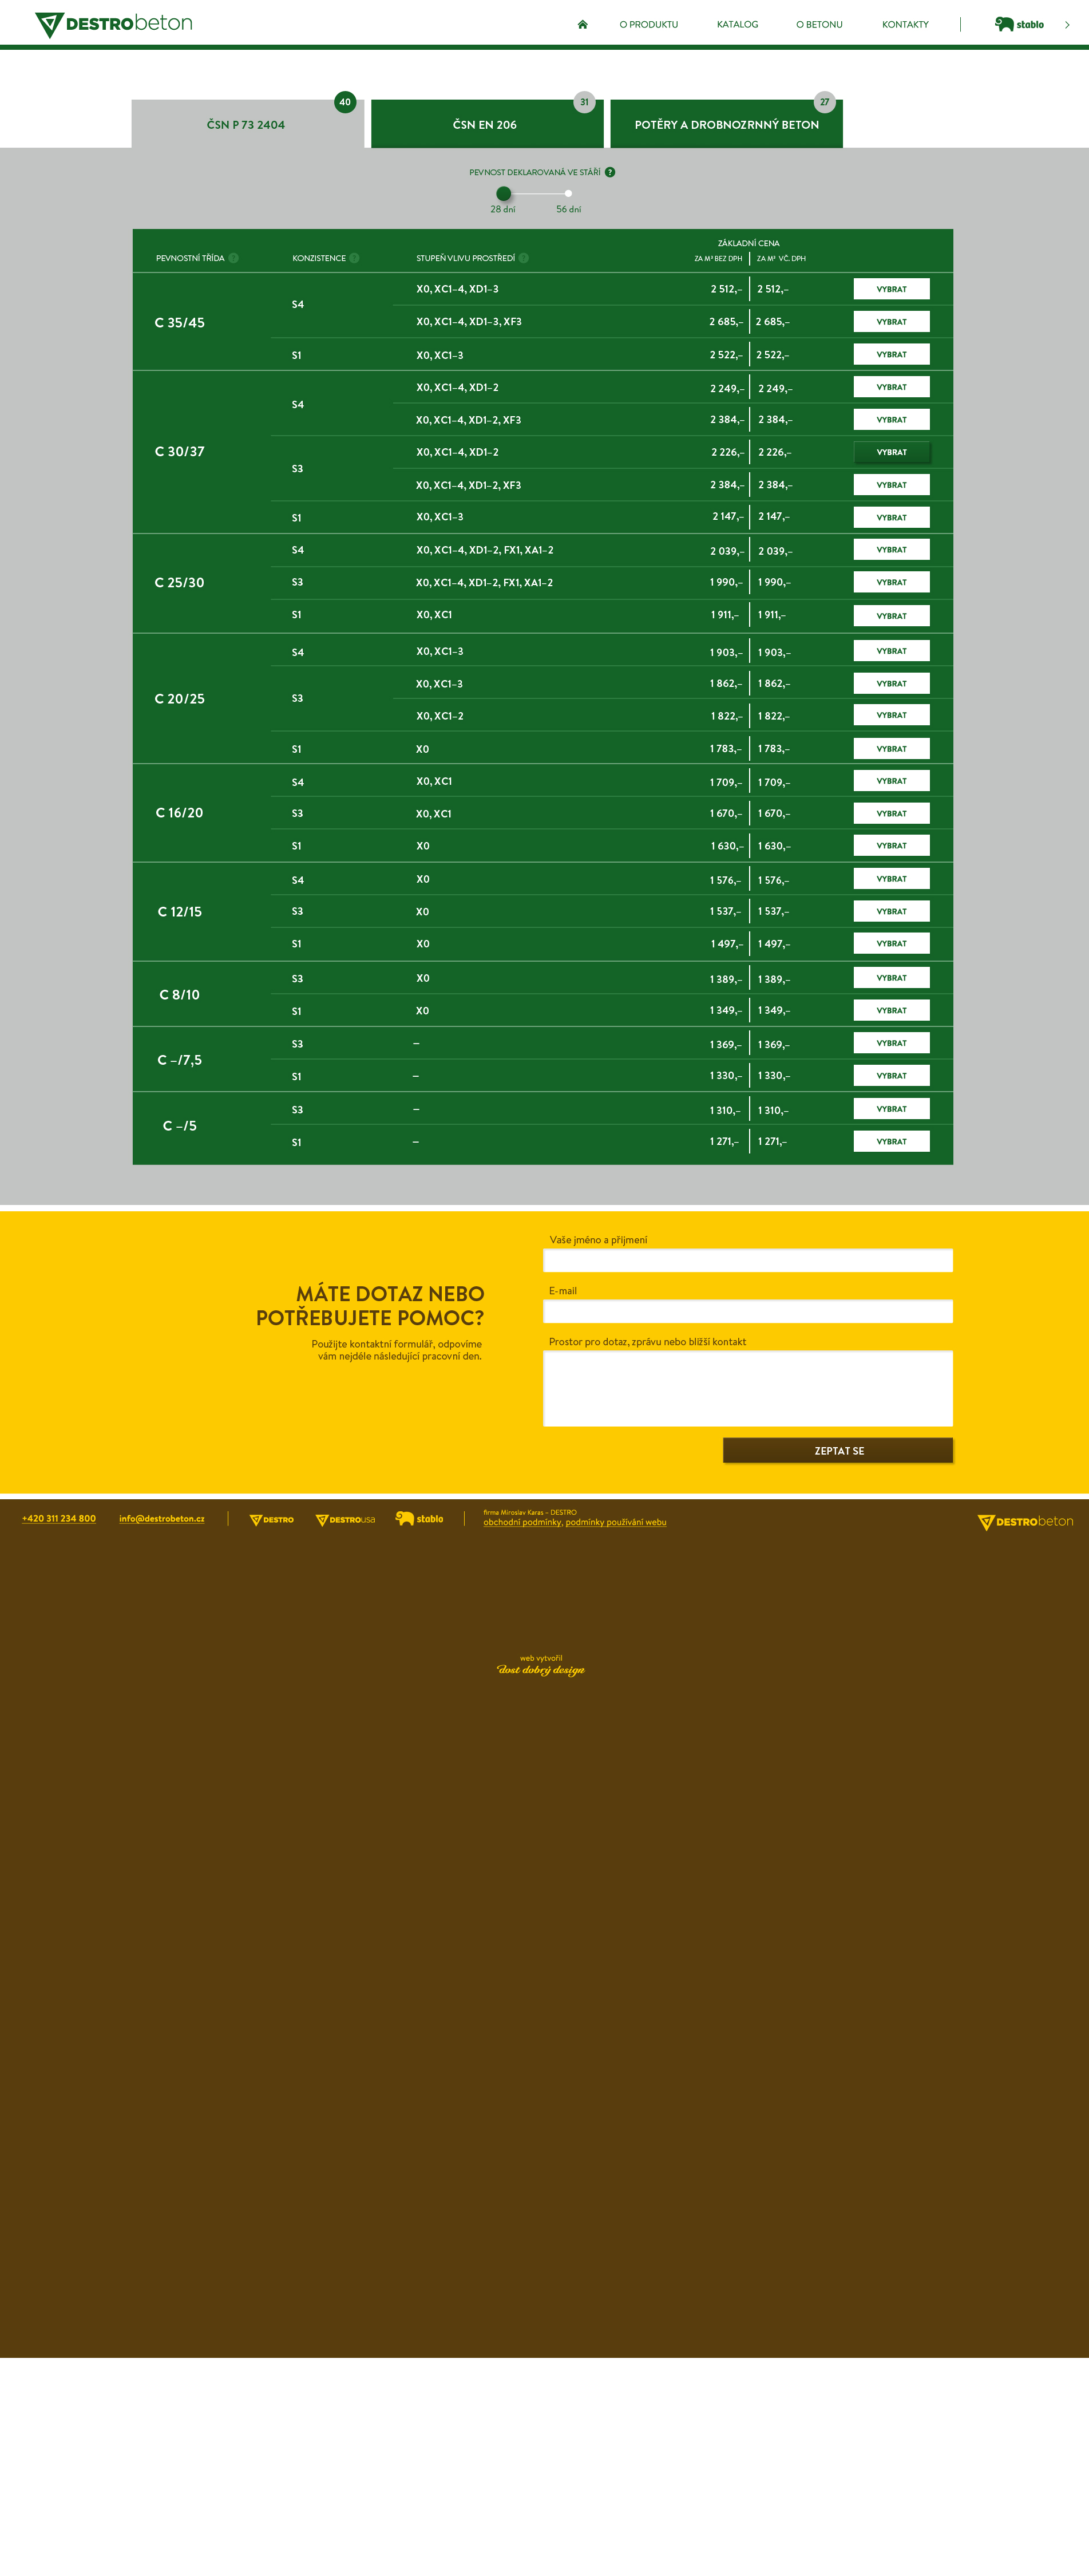 DESTRObeton
O PRODUKTU KATALOG O BETONU KONTAKTY stablo
40 31 27
ČSN P 73 2404 ČSN EN 206 POTĚRY A DROBNOZRNNÝ BETON
PEVNOST DEKLAROVANÁ VE STÁŘÍ ?
28 dní 56 dní
ZÁKLADNÍ CENA
PEVNOSTNÍ TŘÍDA ? KONZISTENCE ? STUPEŇ VLIVU PROSTŘEDÍ ? ZA M³ BEZ DPH ZA M³ VČ. DPH
C 35/45
S4 X0, XC1–4, XD1–3 2 512,– 2 512,– VYBRAT
X0, XC1–4, XD1–3, XF3 2 685,– 2 685,– VYBRAT
S1 X0, XC1–3 2 522,– 2 522,– VYBRAT
C 30/37
S4 X0, XC1–4, XD1–2 2 249,– 2 249,– VYBRAT
X0, XC1–4, XD1–2, XF3 2 384,– 2 384,– VYBRAT
S3 X0, XC1–4, XD1–2 2 226,– 2 226,– VYBRAT
X0, XC1–4, XD1–2, XF3 2 384,– 2 384,– VYBRAT
S1 X0, XC1–3 2 147,– 2 147,– VYBRAT
C 25/30
S4 X0, XC1–4, XD1–2, FX1, XA1–2 2 039,– 2 039,– VYBRAT
S3 X0, XC1–4, XD1–2, FX1, XA1–2 1 990,– 1 990,– VYBRAT
S1 X0, XC1 1 911,– 1 911,– VYBRAT
C 20/25
S4 X0, XC1–3 1 903,– 1 903,– VYBRAT
S3 X0, XC1–3 1 862,– 1 862,– VYBRAT
X0, XC1–2 1 822,– 1 822,– VYBRAT
S1 X0 1 783,– 1 783,– VYBRAT
C 16/20
S4 X0, XC1 1 709,– 1 709,– VYBRAT
S3 X0, XC1 1 670,– 1 670,– VYBRAT
S1 X0 1 630,– 1 630,– VYBRAT
C 12/15
S4 X0 1 576,– 1 576,– VYBRAT
S3 X0 1 537,– 1 537,– VYBRAT
S1 X0 1 497,– 1 497,– VYBRAT
C 8/10
S3 X0 1 389,– 1 389,– VYBRAT
S1 X0 1 349,– 1 349,– VYBRAT
C –/7,5
S3 – 1 369,– 1 369,– VYBRAT
S1 – 1 330,– 1 330,– VYBRAT
C –/5
S3 – 1 310,– 1 310,– VYBRAT
S1 – 1 271,– 1 271,– VYBRAT
MÁTE DOTAZ NEBO
POTŘEBUJETE POMOC?
Použijte kontaktní formulář, odpovíme
vám nejdéle následující pracovní den.
Vaše jméno a přijmení
E-mail
Prostor pro dotaz, zprávu nebo bližší kontakt
ZEPTAT SE
+420 311 234 800 info@destrobeton.cz DESTRO DESTROusa stablo
firma Miroslav Karas – DESTRO
obchodní podmínky, podmínky používání webu
DESTRObeton
web vytvořil
dost dobrý design